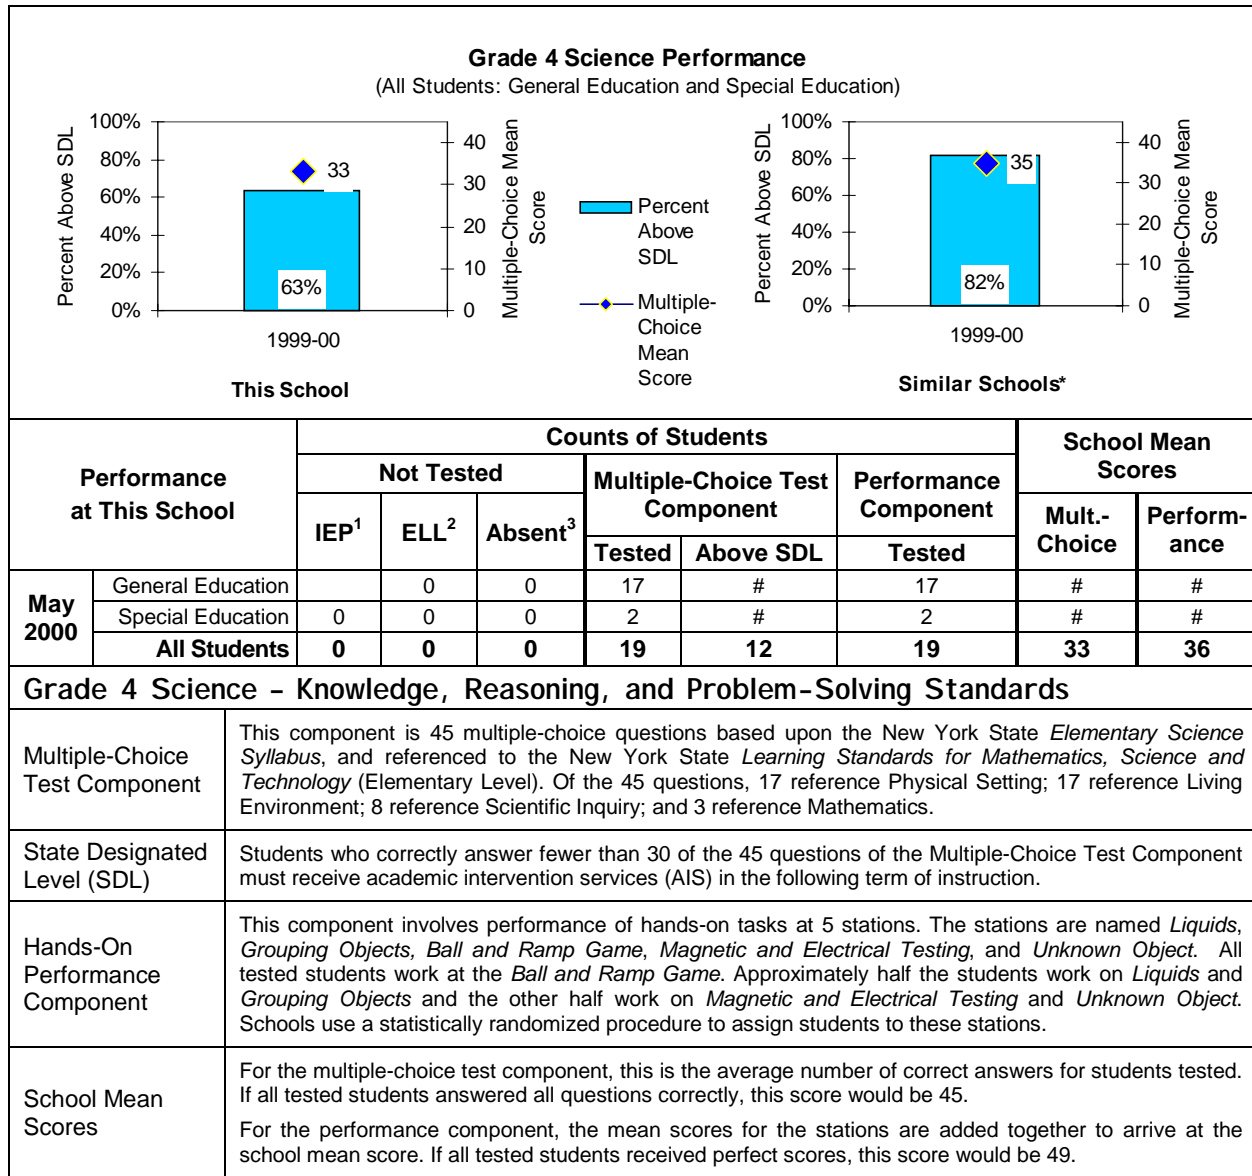 Grade 4 Science Performance
(All Students: General Education and Special Education)
Percent Above SDL
100%
80%
60%
40%
20%
0%
33
63%
1999-00
40
30
20
10
0
Multiple-Choice Mean
Score
This School
Percent
Above
SDL
Multiple-
Choice
Mean
Score
Percent Above SDL
100%
80%
60%
40%
20%
0%
35
82%
1999-00
40
30
20
10
0
Multiple-Choice Mean
Score
Similar Schools*
Performance
at This School
Counts of Students
School Mean
Scores
Not Tested
Multiple-Choice Test
Component
Performance
Component
IEP1 ELL2 Absent3
Mult.-
Choice
Perform-
ance
Tested Above SDL Tested
May
2000
General Education 0 0 17 # 17 # #
Special Education 0 0 0 2 # 2 # #
All Students 0 0 0 19 12 19 33 36
Grade 4 Science – Knowledge, Reasoning, and Problem-Solving Standards
Multiple-Choice
Test Component
This component is 45 multiple-choice questions based upon the New York State Elementary Science
Syllabus, and referenced to the New York State Learning Standards for Mathematics, Science and
Technology (Elementary Level). Of the 45 questions, 17 reference Physical Setting; 17 reference Living
Environment; 8 reference Scientific Inquiry; and 3 reference Mathematics.
State Designated
Level (SDL)
Students who correctly answer fewer than 30 of the 45 questions of the Multiple-Choice Test Component
must receive academic intervention services (AIS) in the following term of instruction.
Hands-On
Performance
Component
This component involves performance of hands-on tasks at 5 stations. The stations are named Liquids,
Grouping Objects, Ball and Ramp Game, Magnetic and Electrical Testing, and Unknown Object. All
tested students work at the Ball and Ramp Game. Approximately half the students work on Liquids and
Grouping Objects and the other half work on Magnetic and Electrical Testing and Unknown Object.
Schools use a statistically randomized procedure to assign students to these stations.
School Mean
Scores
For the multiple-choice test component, this is the average number of correct answers for students tested.
If all tested students answered all questions correctly, this score would be 45.
For the performance component, the mean scores for the stations are added together to arrive at the
school mean score. If all tested students received perfect scores, this score would be 49.